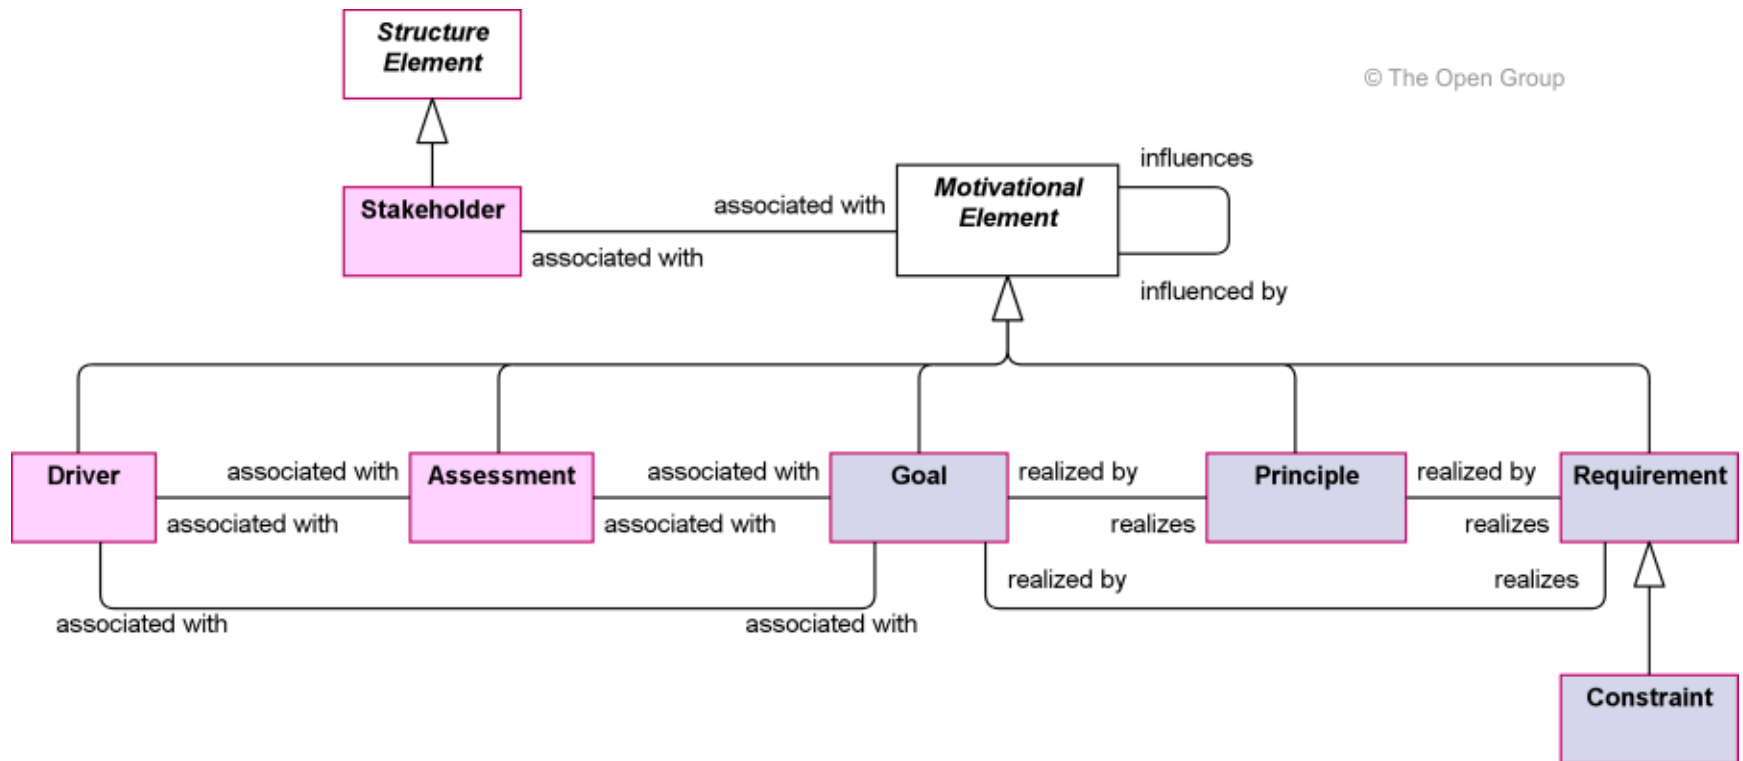 Structure
Element
© The Open Group
influences
Motivational
Element
Stakeholder
associated with
associated with
influenced by
Driver
associated with
associated with
Assessment
associated with
associated with
Goal
realized by
realizes
Principle
realized by
realizes
Requirement
realized by
realizes
associated with
associated with
Constraint